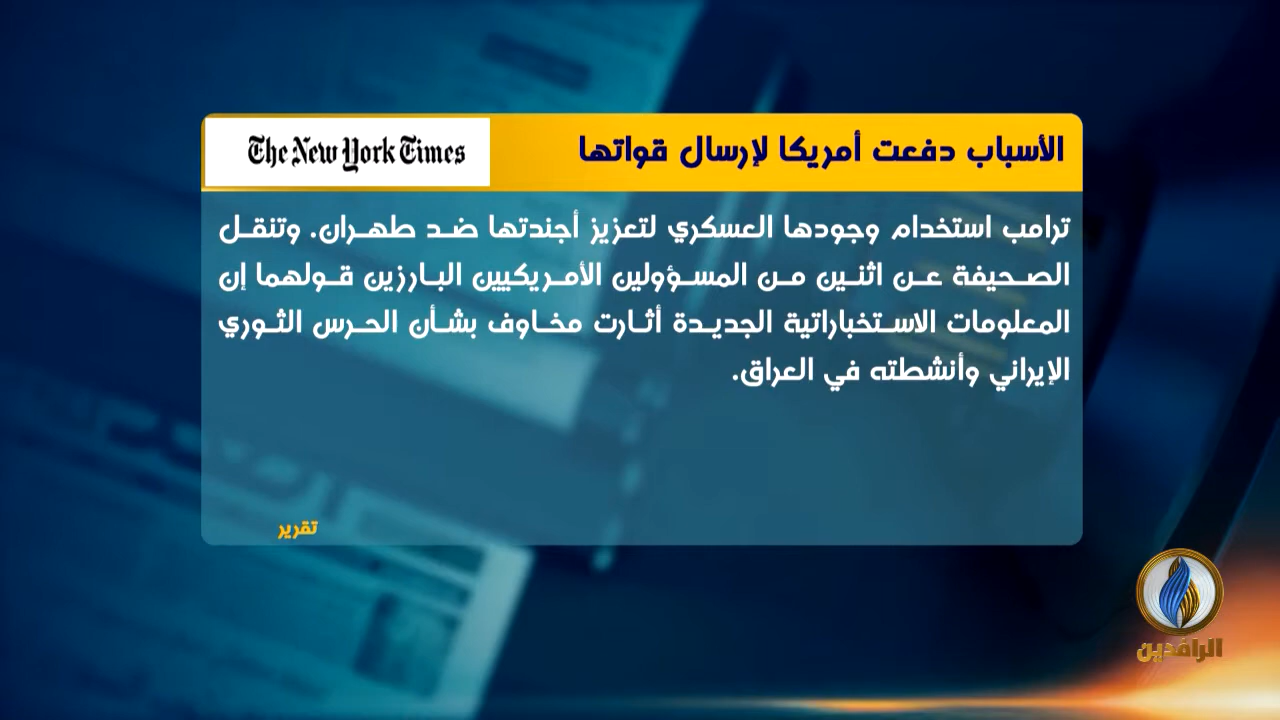 الأسباب دفعت أمريكا لإرسال قواتها
The New York Times
ترامب استخدام وجودها العسكري لتعزيز أجندتها ضد طهران. وتنقل
الصحيفة عن اثنين من المسؤولين الأمريكيين البارزين قولهما إن
المعلومات الاستخباراتية الجديدة أثارت مخاوف بشأن الحرس الثوري
الإيراني وأنشطته في العراق.
تقرير
الرافدين